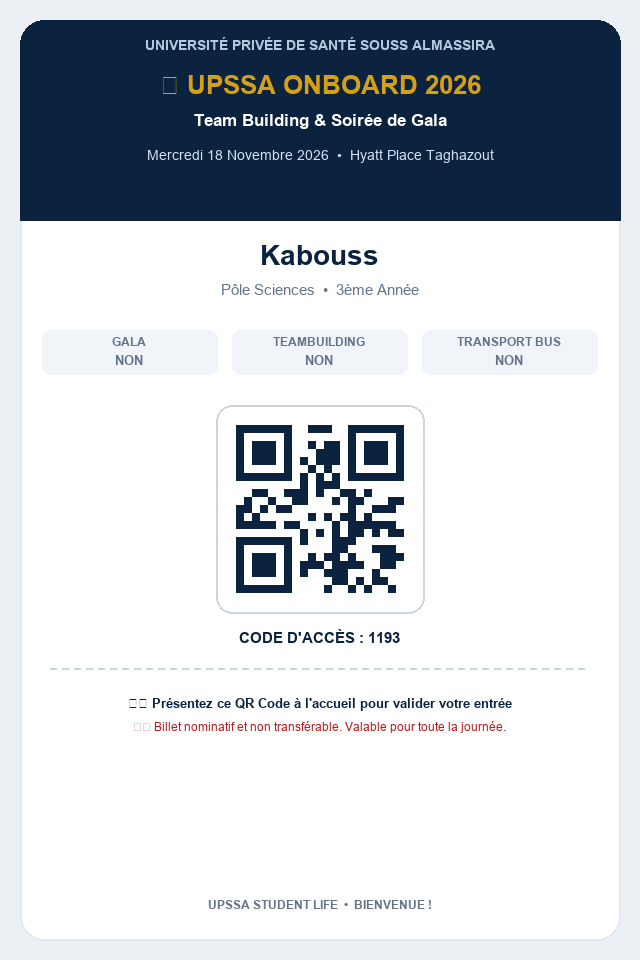 UNIVERSITÉ PRIVÉE DE SANTÉ SOUSS ALMASSIRA
UPSSA ONBOARD 2026
Team Building & Soirée de Gala
Mercredi 18 Novembre 2026 • Hyatt Place Taghazout
Kabouss
Pôle Sciences • 3ème Année
GALA
NON
TEAMBUILDING
NON
TRANSPORT BUS
NON
CODE D'ACCÈS : 1193
Présentez ce QR Code à l'accueil pour valider votre entrée
Billet nominatif et non transférable. Valable pour toute la journée.
UPSSA STUDENT LIFE • BIENVENUE !